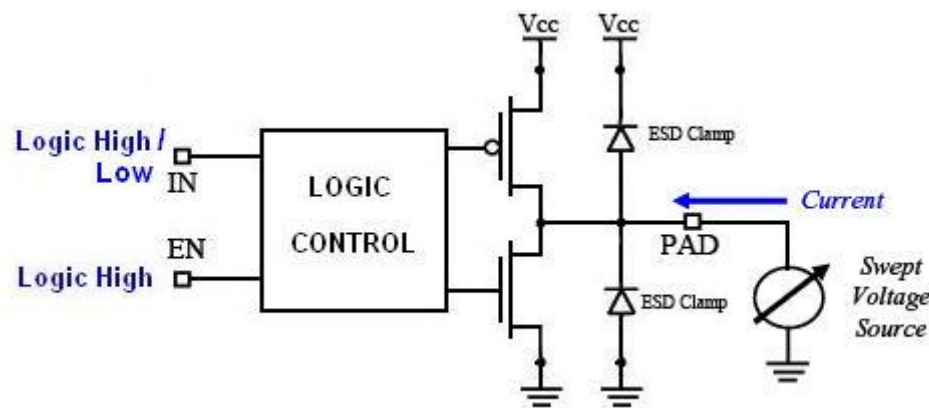 Vcc
Vcc
Logic High /
Low
IN
EN
Logic High
LOGIC
CONTROL
ESD Clamp
Current
PAD
ESD Clamp
Swept
Voltage
Source